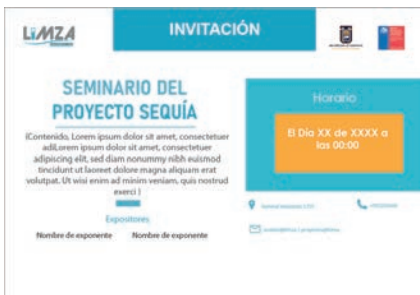 LiMZA
INVITACIÓN
SEMINARIO DEL
PROYECTO SEQUÍA
(Contenido, Lorem ipsum dolor sit amet, consectetuer
adiLorem ipsum dolor sit amet, consectetuer
adipiscing elit, sed diam nonummy nibh euismod
tincidunt ut laoreet dolore magna aliquam erat
volutpat. Ut wisi enim ad minim veniam, quis nostrud
exerci )
Expositores
Nombre de exponente Nombre de exponente
Horario
El Día XX de XXXX a
las 00:00